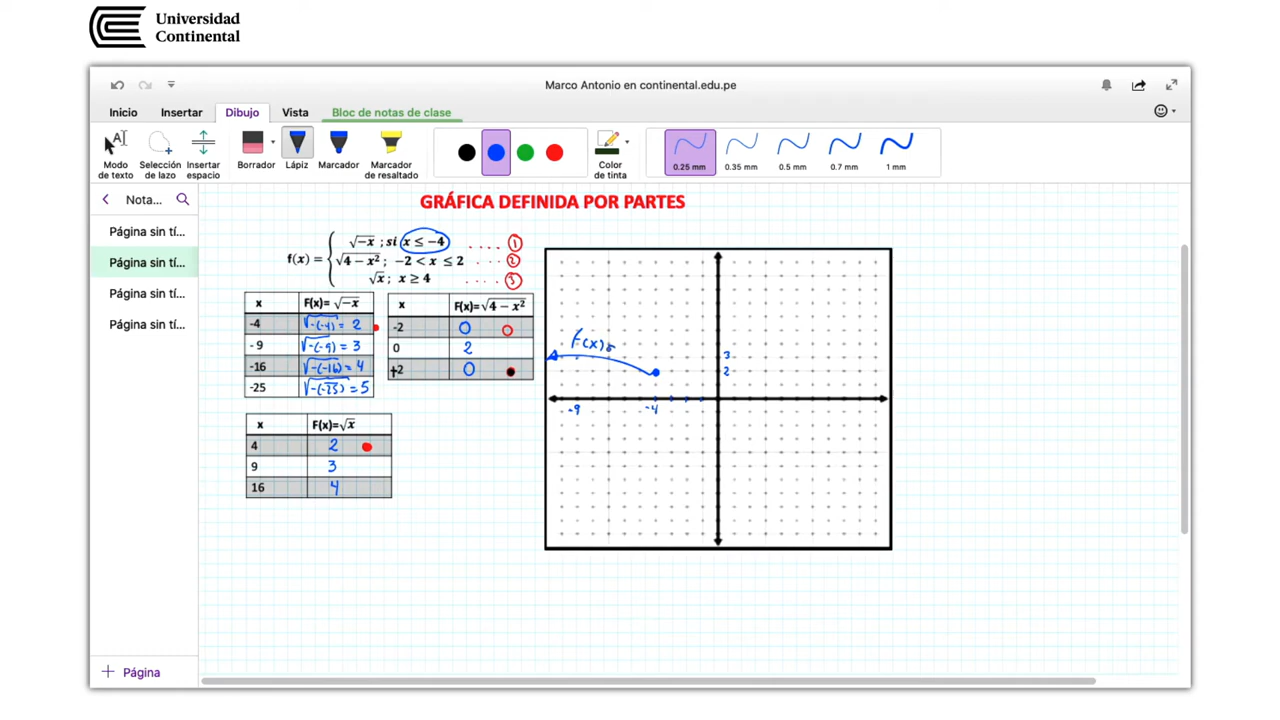 Universidad
Continental
Marco Antonio en continental.edu.pe
Inicio Insertar Dibujo Vista Bloc de notas de clase
Modo de texto Selección de lazo Insertar espacio Borrador Lápiz Marcador Marcador de resaltado Color de tinta 0.25 mm 0.35 mm 0.5 mm 0.7 mm 1 mm
Nota...
Página sin tí...
Página sin tí...
Página sin tí...
Página sin tí...
+ Página
GRÁFICA DEFINIDA POR PARTES
√-x ; si x ≤ -4 .... 1
f(x) = { √4 - x² ; -2 < x ≤ 2 .... 2
√x ; x ≥ 4 .... 3
x F(x)= √-x
-4 √-(-4) = 2
-9 √-(-9) = 3
-16 √-(-16) = 4
-25 √-(-25) = 5
x F(x)=√4 - x²
-2 0
0 2
+2 0
x F(x)=√x
4 2
9 3
16 4
F(x)
3
2
-9 -4